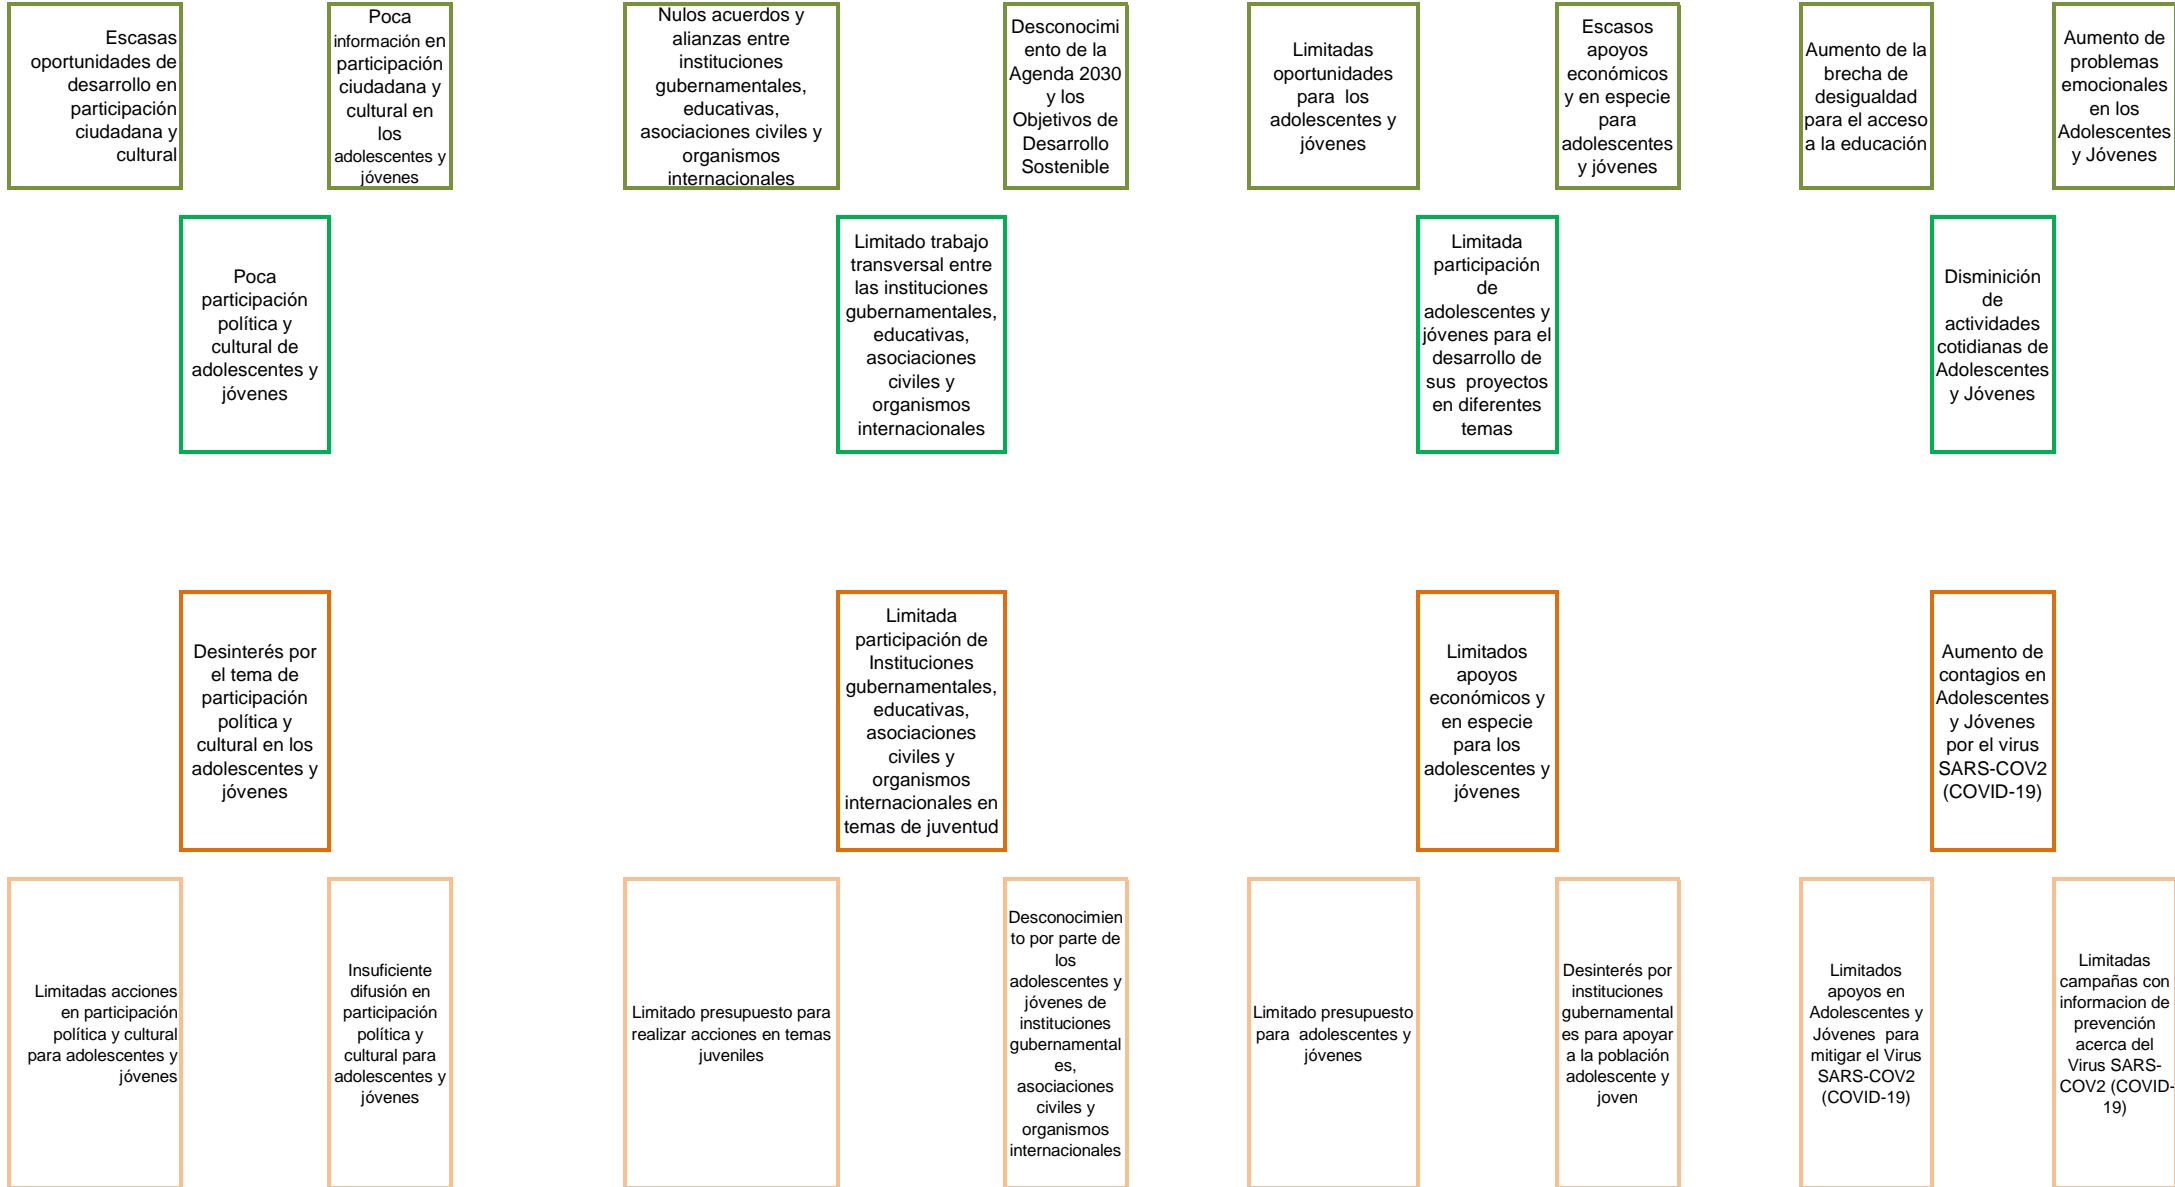 Escasas
oportunidades de
desarrollo en
participación
ciudadana y
cultural
Poca
información en
participación
ciudadana y
cultural en
los
adolescentes y
jóvenes
Nulos acuerdos y
alianzas entre
instituciones
gubernamentales,
educativas,
asociaciones civiles y
organismos
internacionales
Desconocimi
ento de la
Agenda 2030
y los
Objetivos de
Desarrollo
Sostenible
Limitadas
oportunidades
para los
adolescentes y
jóvenes
Escasos
apoyos
económicos
y en especie
para
adolescentes
y jóvenes
Aumento de la
brecha de
desigualdad
para el acceso
a la educación
Aumento de
problemas
emocionales
en los
Adolescentes
y Jóvenes
Poca
participación
política y
cultural de
adolescentes y
jóvenes
Limitado trabajo
transversal entre
las instituciones
gubernamentales,
educativas,
asociaciones
civiles y
organismos
internacionales
Limitada
participación
de
adolescentes y
jóvenes para el
desarrollo de
sus proyectos
en diferentes
temas
Disminición
de
actividades
cotidianas de
Adolescentes
y Jóvenes
Desinterés por
el tema de
participación
política y
cultural en los
adolescentes y
jóvenes
Limitada
participación de
Instituciones
gubernamentales,
educativas,
asociaciones
civiles y
organismos
internacionales en
temas de juventud
Limitados
apoyos
económicos y
en especie
para los
adolescentes y
jóvenes
Aumento de
contagios en
Adolescentes
y Jóvenes
por el virus
SARS-COV2
(COVID-19)
Limitadas acciones
en participación
política y cultural
para adolescentes y
jóvenes
Insuficiente
difusión en
participación
política y
cultural para
adolescentes y
jóvenes
Limitado presupuesto para
realizar acciones en temas
juveniles
Desconocimien
to por parte de
los
adolescentes y
jóvenes de
instituciones
gubernamental
es,
asociaciones
civiles y
organismos
internacionales
Limitado presupuesto
para adolescentes y
jóvenes
Desinterés por
instituciones
gubernamental
es para apoyar
a la población
adolescente y
joven
Limitados
apoyos en
Adolescentes y
Jóvenes para
mitigar el Virus
SARS-COV2
(COVID-19)
Limitadas
campañas con
informacion de
prevención
acerca del
Virus SARS-
COV2 (COVID-
19)